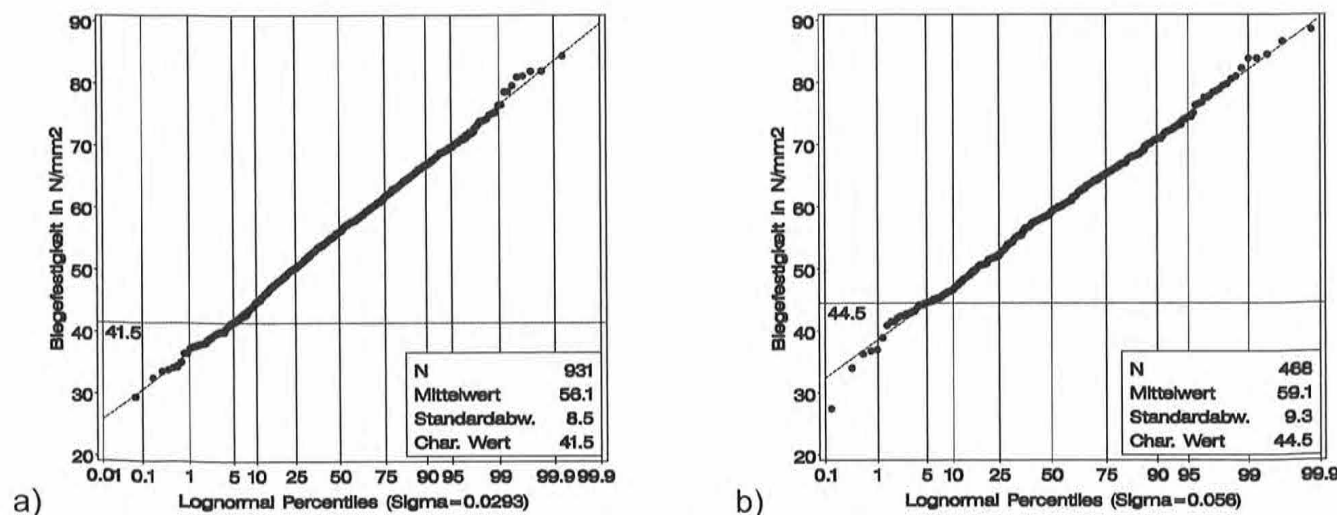 90
80
70
60
50
40
30
20
Biegefestigkeit in N/mm2
41.5
N 931
Mittelwert 56.1
Standardabw. 8.5
Char. Wert 41.5
0.01 0.1 1 5 10 25 50 75 90 95 99 99.9 99.9
Lognormal Percentiles (Sigma=0.0293)
a)
90
80
70
60
50
40
30
20
Biegefestigkeit in N/mm2
44.5
N 468
Mittelwert 59.1
Standardabw. 9.3
Char. Wert 44.5
0.1 1 5 10 25 50 75 90 95 99 99.9
Lognormal Percentiles (Sigma=0.056)
b)